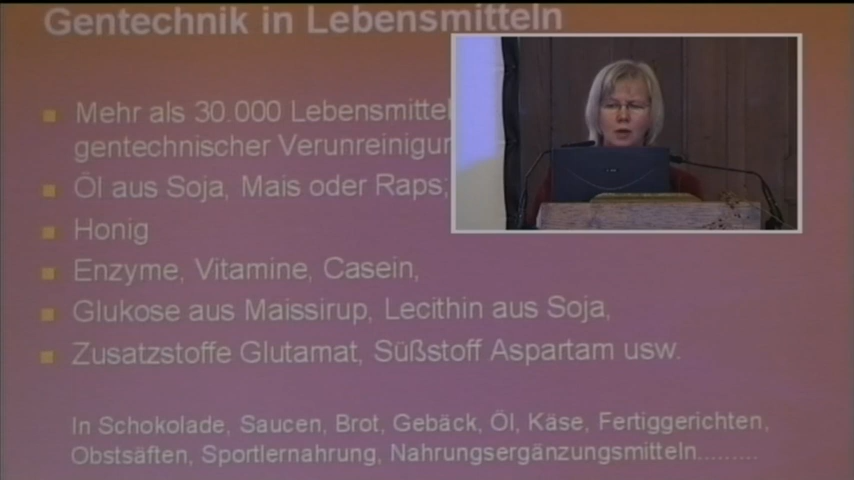 Gentechnik in Lebensmitteln
Mehr als 30.000 Lebensmittel
gentechnischer
Öl aus Soja, Mais oder Raps;
Honig
Enzyme, Vitamine, Casein,
Glukose aus Maissirup, Lecithin aus Soja,
Zusatzstoffe Glutamat, Süßstoff Aspartam usw.
In Schokolade, Saucen, Brot, Gebäck, Öl, Käse, Fertiggerichten,
Obstsäften, Sportlernahrung, Nahrungsergänzungsmitteln.........